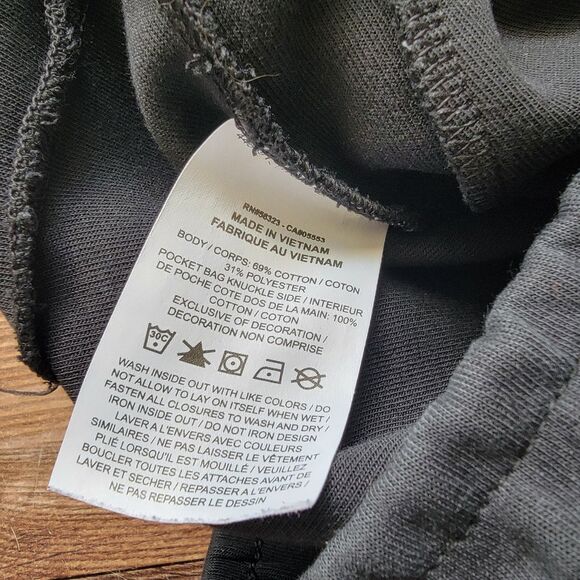 RN#56323 - CA#05553
MADE IN VIETNAM
FABRIQUE AU VIETNAM
BODY / CORPS: 69% COTTON / COTON
31% POLYESTER
POCKET BAG KNUCKLE SIDE / INTERIEUR
DE POCHE COTE DOS DE LA MAIN: 100%
COTTON / COTON
EXCLUSIVE OF DECORATION /
DECORATION NON COMPRISE
30C
WASH INSIDE OUT WITH LIKE COLORS / DO
NOT ALLOW TO LAY ON ITSELF WHEN WET /
FASTEN ALL CLOSURES TO WASH AND DRY /
IRON INSIDE OUT / DO NOT IRON DESIGN
LAVER A L'ENVERS AVEC COULEURS
SIMILAIRES / NE PAS LAISSER LE VÊTEMENT
PLIÉ LORSQU'IL EST MOUILLÉ / VEUILLEZ
BOUCLER TOUTES LES ATTACHES AVANT DE
LAVER ET SÉCHER / REPASSER A L'ENVERS /
NE PAS REPASSER LE DESSIN